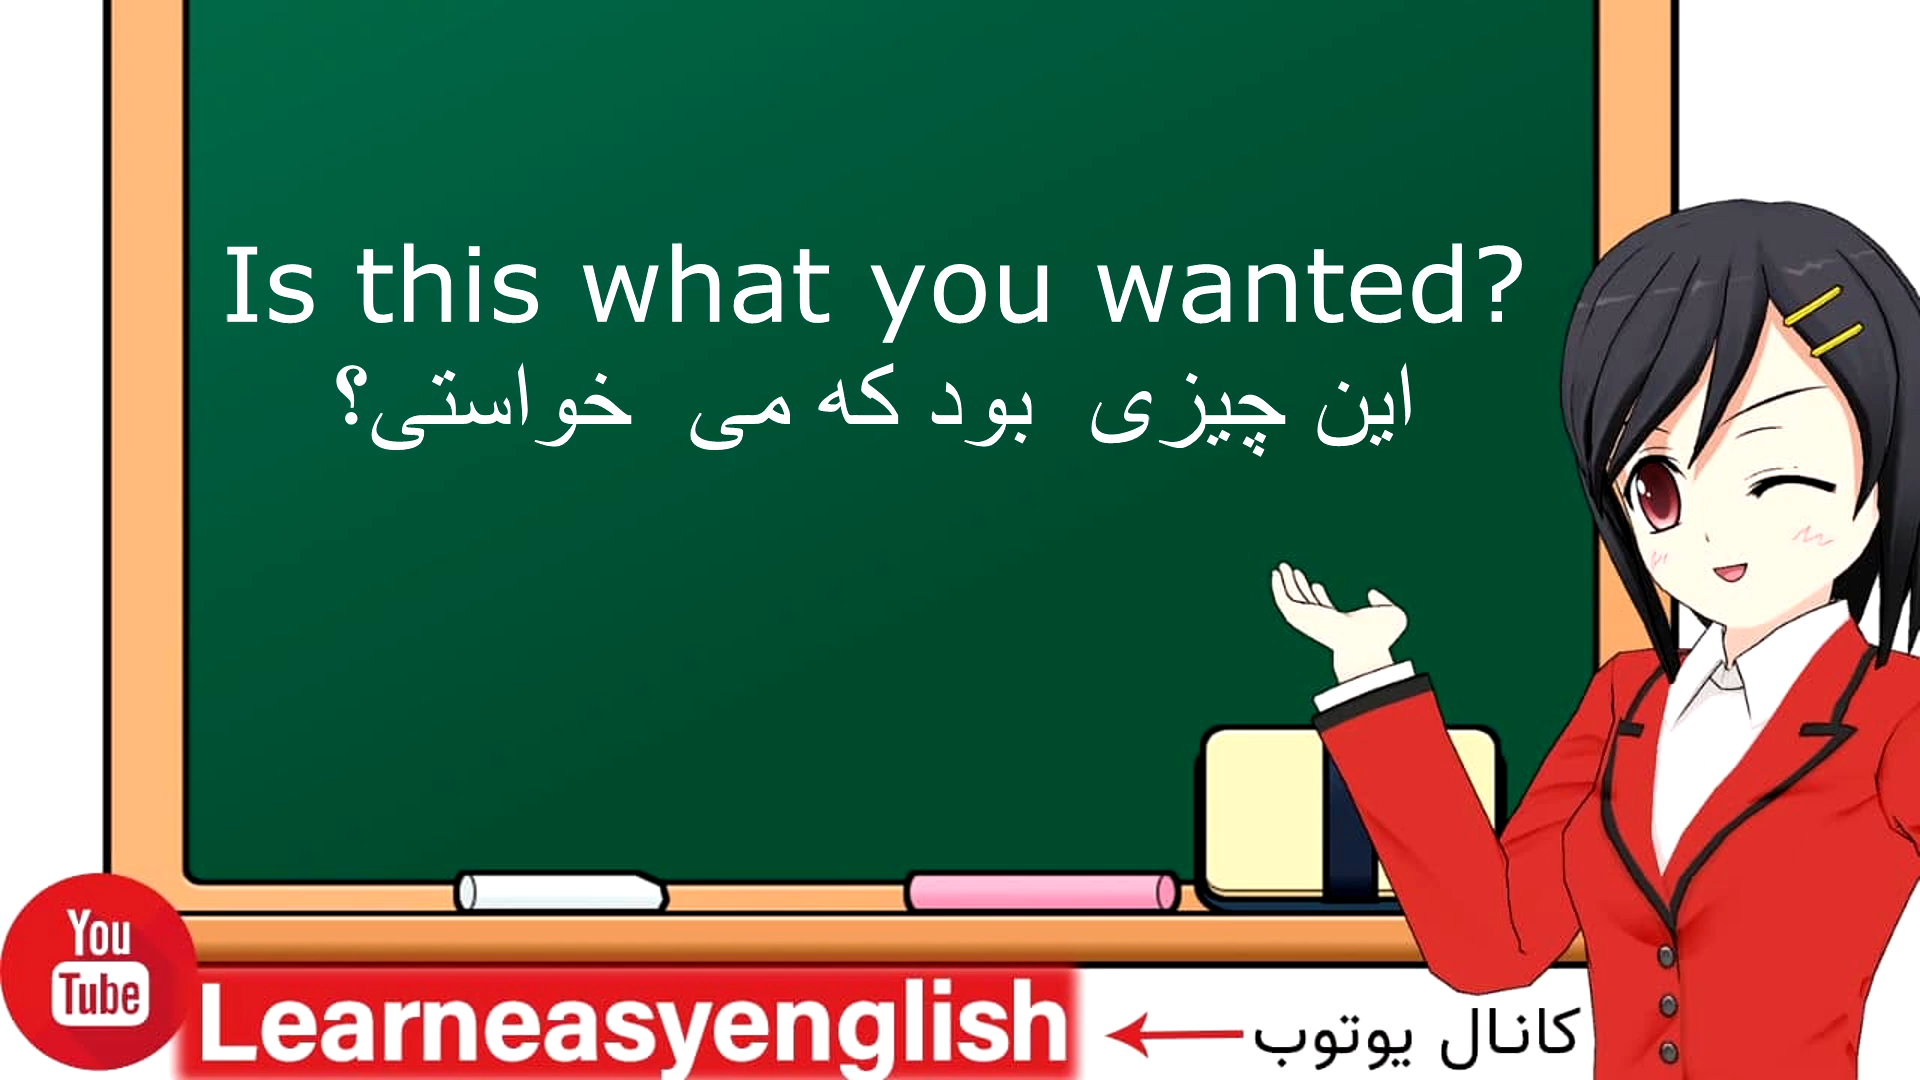 Is this what you wanted?
این چیزی بود که می خواستی؟
You
Tube
Learneasyenglish
کانال یوتوب